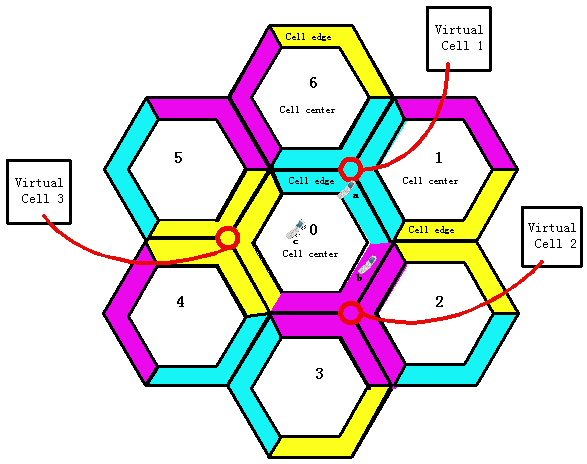 Virtual
Cell 1
Cell edge
6
Cell center
5
1
Cell center
Virtual
Cell 3
Cell edge
a
Virtual
Cell 2
c
0
Cell center
Cell edge
b
4
2
3